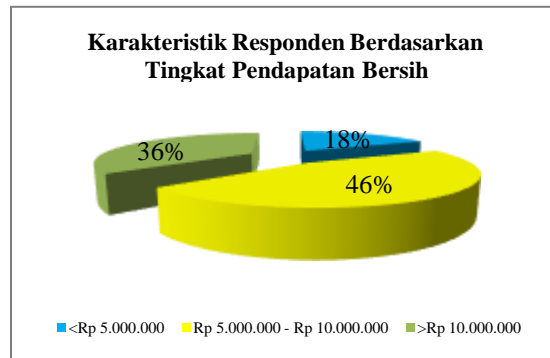 Karakteristik Responden Berdasarkan
Tingkat Pendapatan Bersih
36%
18%
46%
<Rp 5.000.000 Rp 5.000.000 - Rp 10.000.000 >Rp 10.000.000